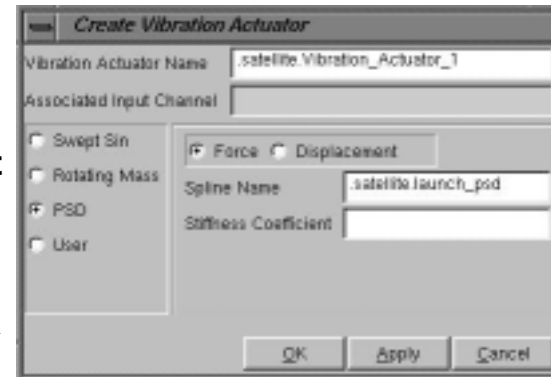 Create Vibration Actuator
Vibration Actuator Name .satellite.Vibration_Actuator_1
Associated Input Channel
Swept Sin
Rotating Mass
PSD
User
Force Displacement
Spline Name .satellite.launch_psd
Stiffness Coefficient
OK Apply Cancel